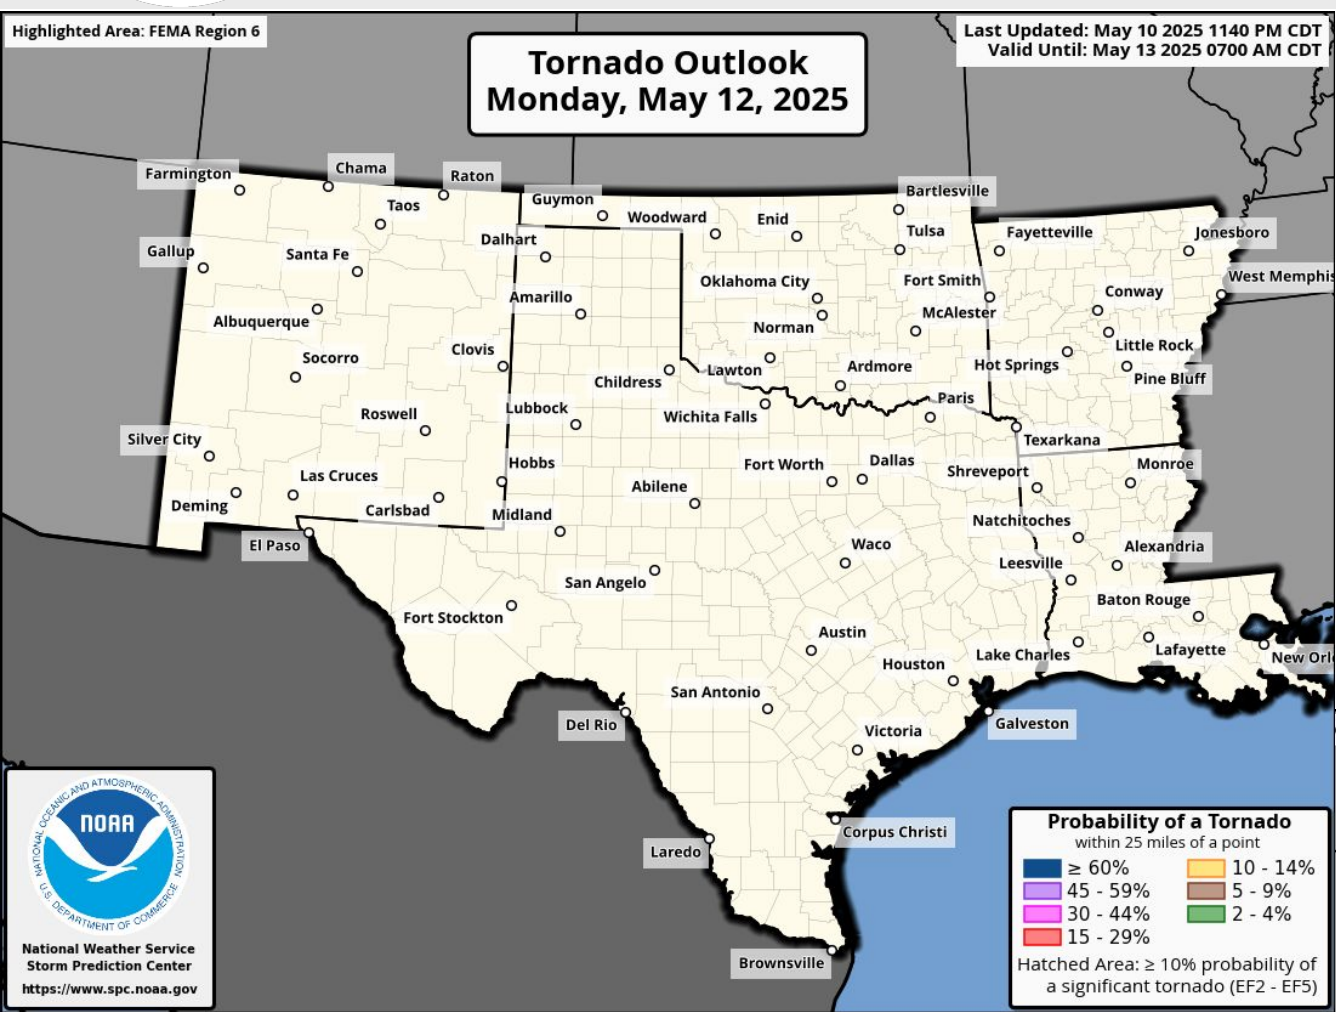 Highlighted Area: FEMA Region 6
Last Updated: May 10 2025 1140 PM CDT
Valid Until: May 13 2025 0700 AM CDT
Tornado Outlook
Monday, May 12, 2025
Farmington
Chama
Raton
Taos
Guymon
Woodward
Enid
Bartlesville
Tulsa
Fayetteville
Jonesboro
Gallup
Santa Fe
Dalhart
Oklahoma City
Fort Smith
West Memphis
Albuquerque
Amarillo
Norman
McAlester
Conway
Socorro
Clovis
Childress
Lawton
Ardmore
Hot Springs
Little Rock
Pine Bluff
Roswell
Lubbock
Wichita Falls
Paris
Texarkana
Silver City
Las Cruces
Hobbs
Abilene
Fort Worth
Dallas
Shreveport
Monroe
Deming
Carlsbad
Midland
Natchitoches
El Paso
San Angelo
Waco
Leesville
Alexandria
Fort Stockton
Austin
Baton Rouge
Houston
Lake Charles
Lafayette
New Orl
Del Rio
San Antonio
Victoria
Galveston
Laredo
Corpus Christi
Brownsville
NATIONAL OCEANIC AND ATMOSPHERIC ADMINISTRATION
NOAA
U.S. DEPARTMENT OF COMMERCE
National Weather Service
Storm Prediction Center
https://www.spc.noaa.gov
Probability of a Tornado
within 25 miles of a point
≥ 60%
10 - 14%
45 - 59%
5 - 9%
30 - 44%
2 - 4%
15 - 29%
Hatched Area: ≥ 10% probability of
a significant tornado (EF2 - EF5)